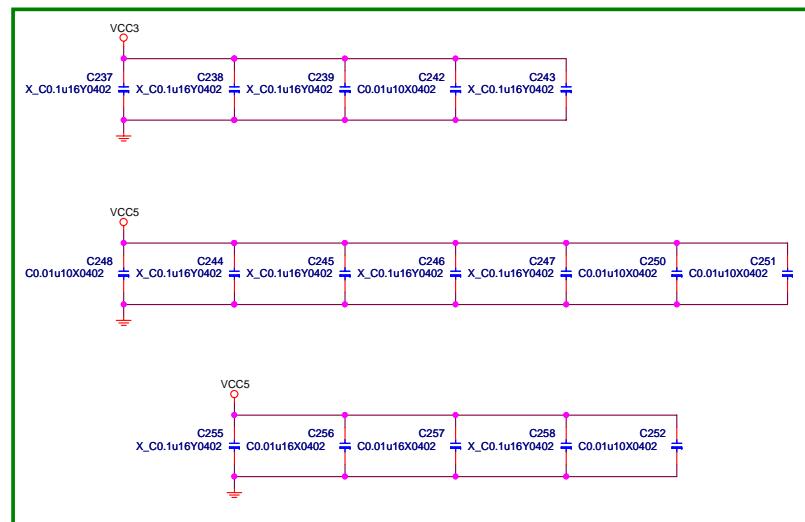 VCC3
C237 C238 C239 C242 C243
X_C0.1u16Y0402 X_C0.1u16Y0402 X_C0.1u16Y0402 C0.01u10X0402 X_C0.1u16Y0402
VCC5
C248 C244 C245 C246 C247 C250 C251
C0.01u10X0402 X_C0.1u16Y0402 X_C0.1u16Y0402 X_C0.1u16Y0402 X_C0.1u16Y0402 C0.01u10X0402 C0.01u10X0402
VCC5
C255 C256 C257 C258 C252
X_C0.1u16Y0402 C0.01u16X0402 C0.01u16X0402 X_C0.1u16Y0402 C0.01u10X0402